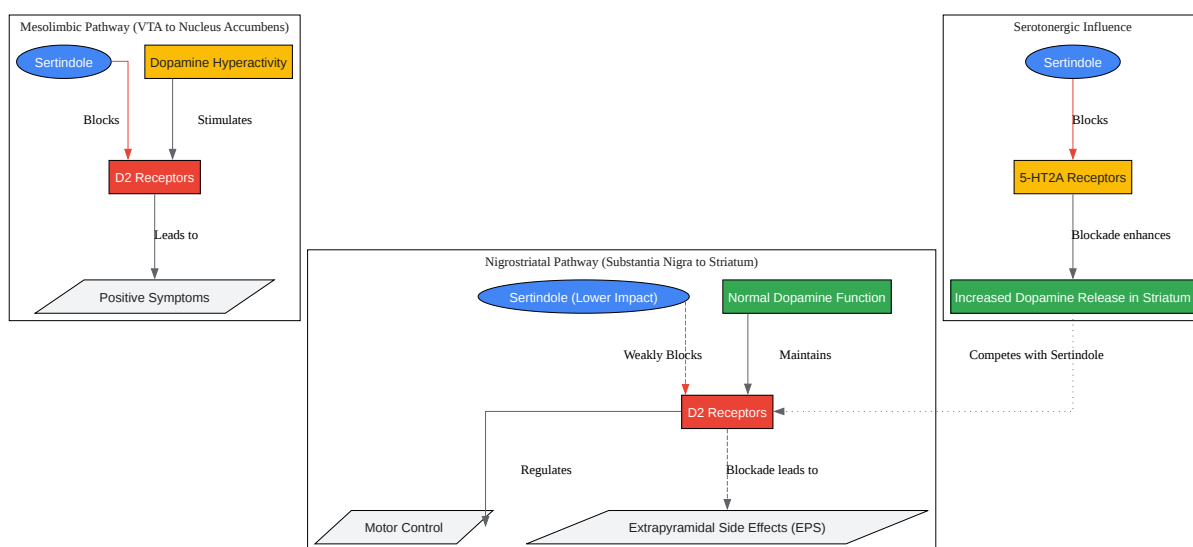 Mesolimbic Pathway (VTA to Nucleus Accumbens)
Sertindole
Dopamine Hyperactivity
Blocks
Stimulates
D2 Receptors
Leads to
Positive Symptoms
Nigrostriatal Pathway (Substantia Nigra to Striatum)
Sertindole (Lower Impact)
Normal Dopamine Function
Weakly Blocks
Maintains
D2 Receptors
Regulates
Blockade leads to
Motor Control
Extrapyramidal Side Effects (EPS)
Serotonergic Influence
Sertindole
Blocks
5-HT2A Receptors
Blockade enhances
Increased Dopamine Release in Striatum
Competes with Sertindole